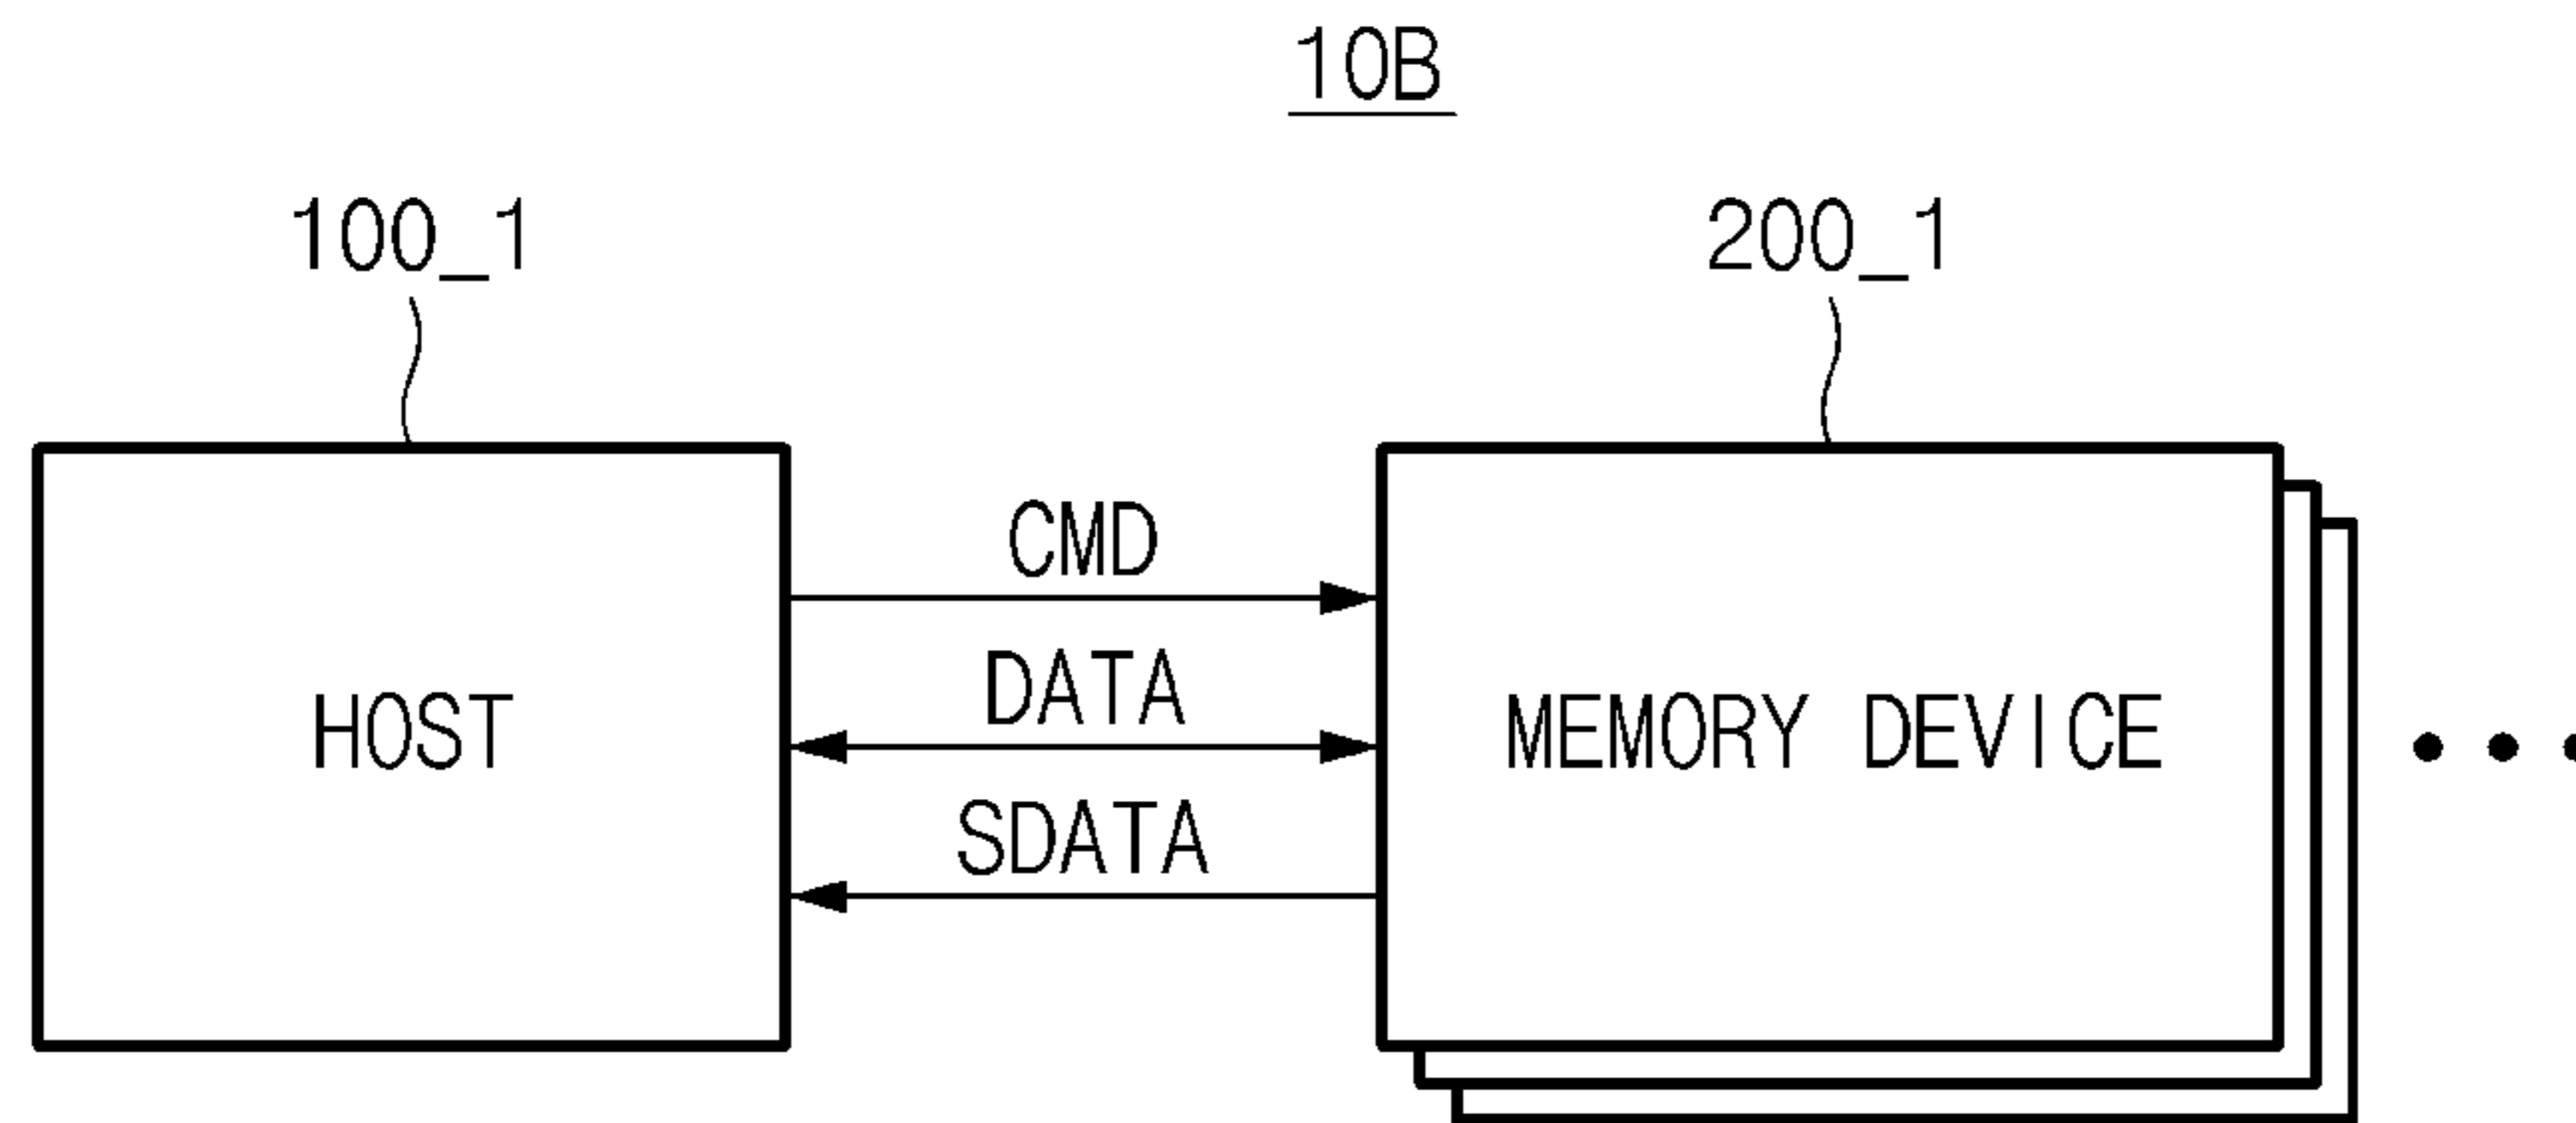 10B
100_1
200_1
CMD
DATA
SDATA
HOST
MEMORY DEVICE